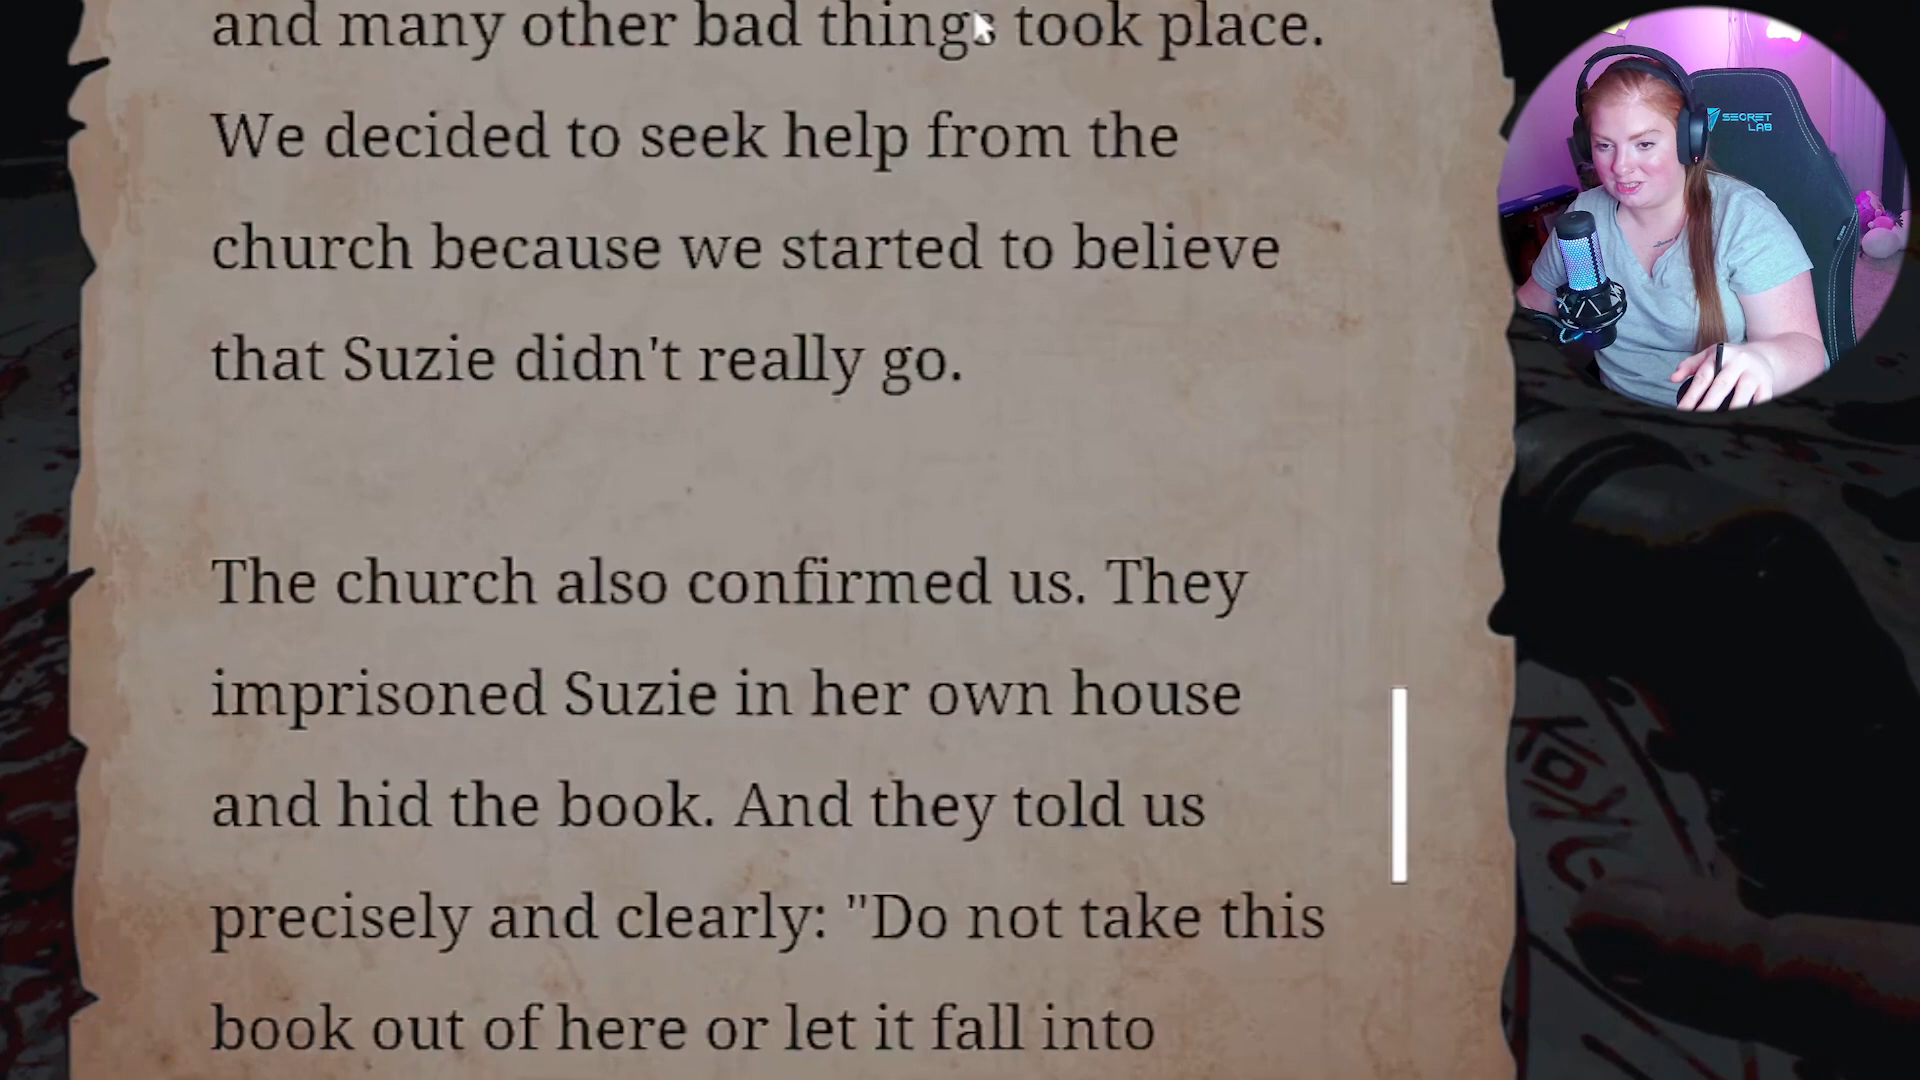 and many other bad things took place.
We decided to seek help from the
church because we started to believe
that Suzie didn't really go.
The church also confirmed us. They
imprisoned Suzie in her own house
and hid the book. And they told us
precisely and clearly: "Do not take this
book out of here or let it fall into
SECRET
LAB